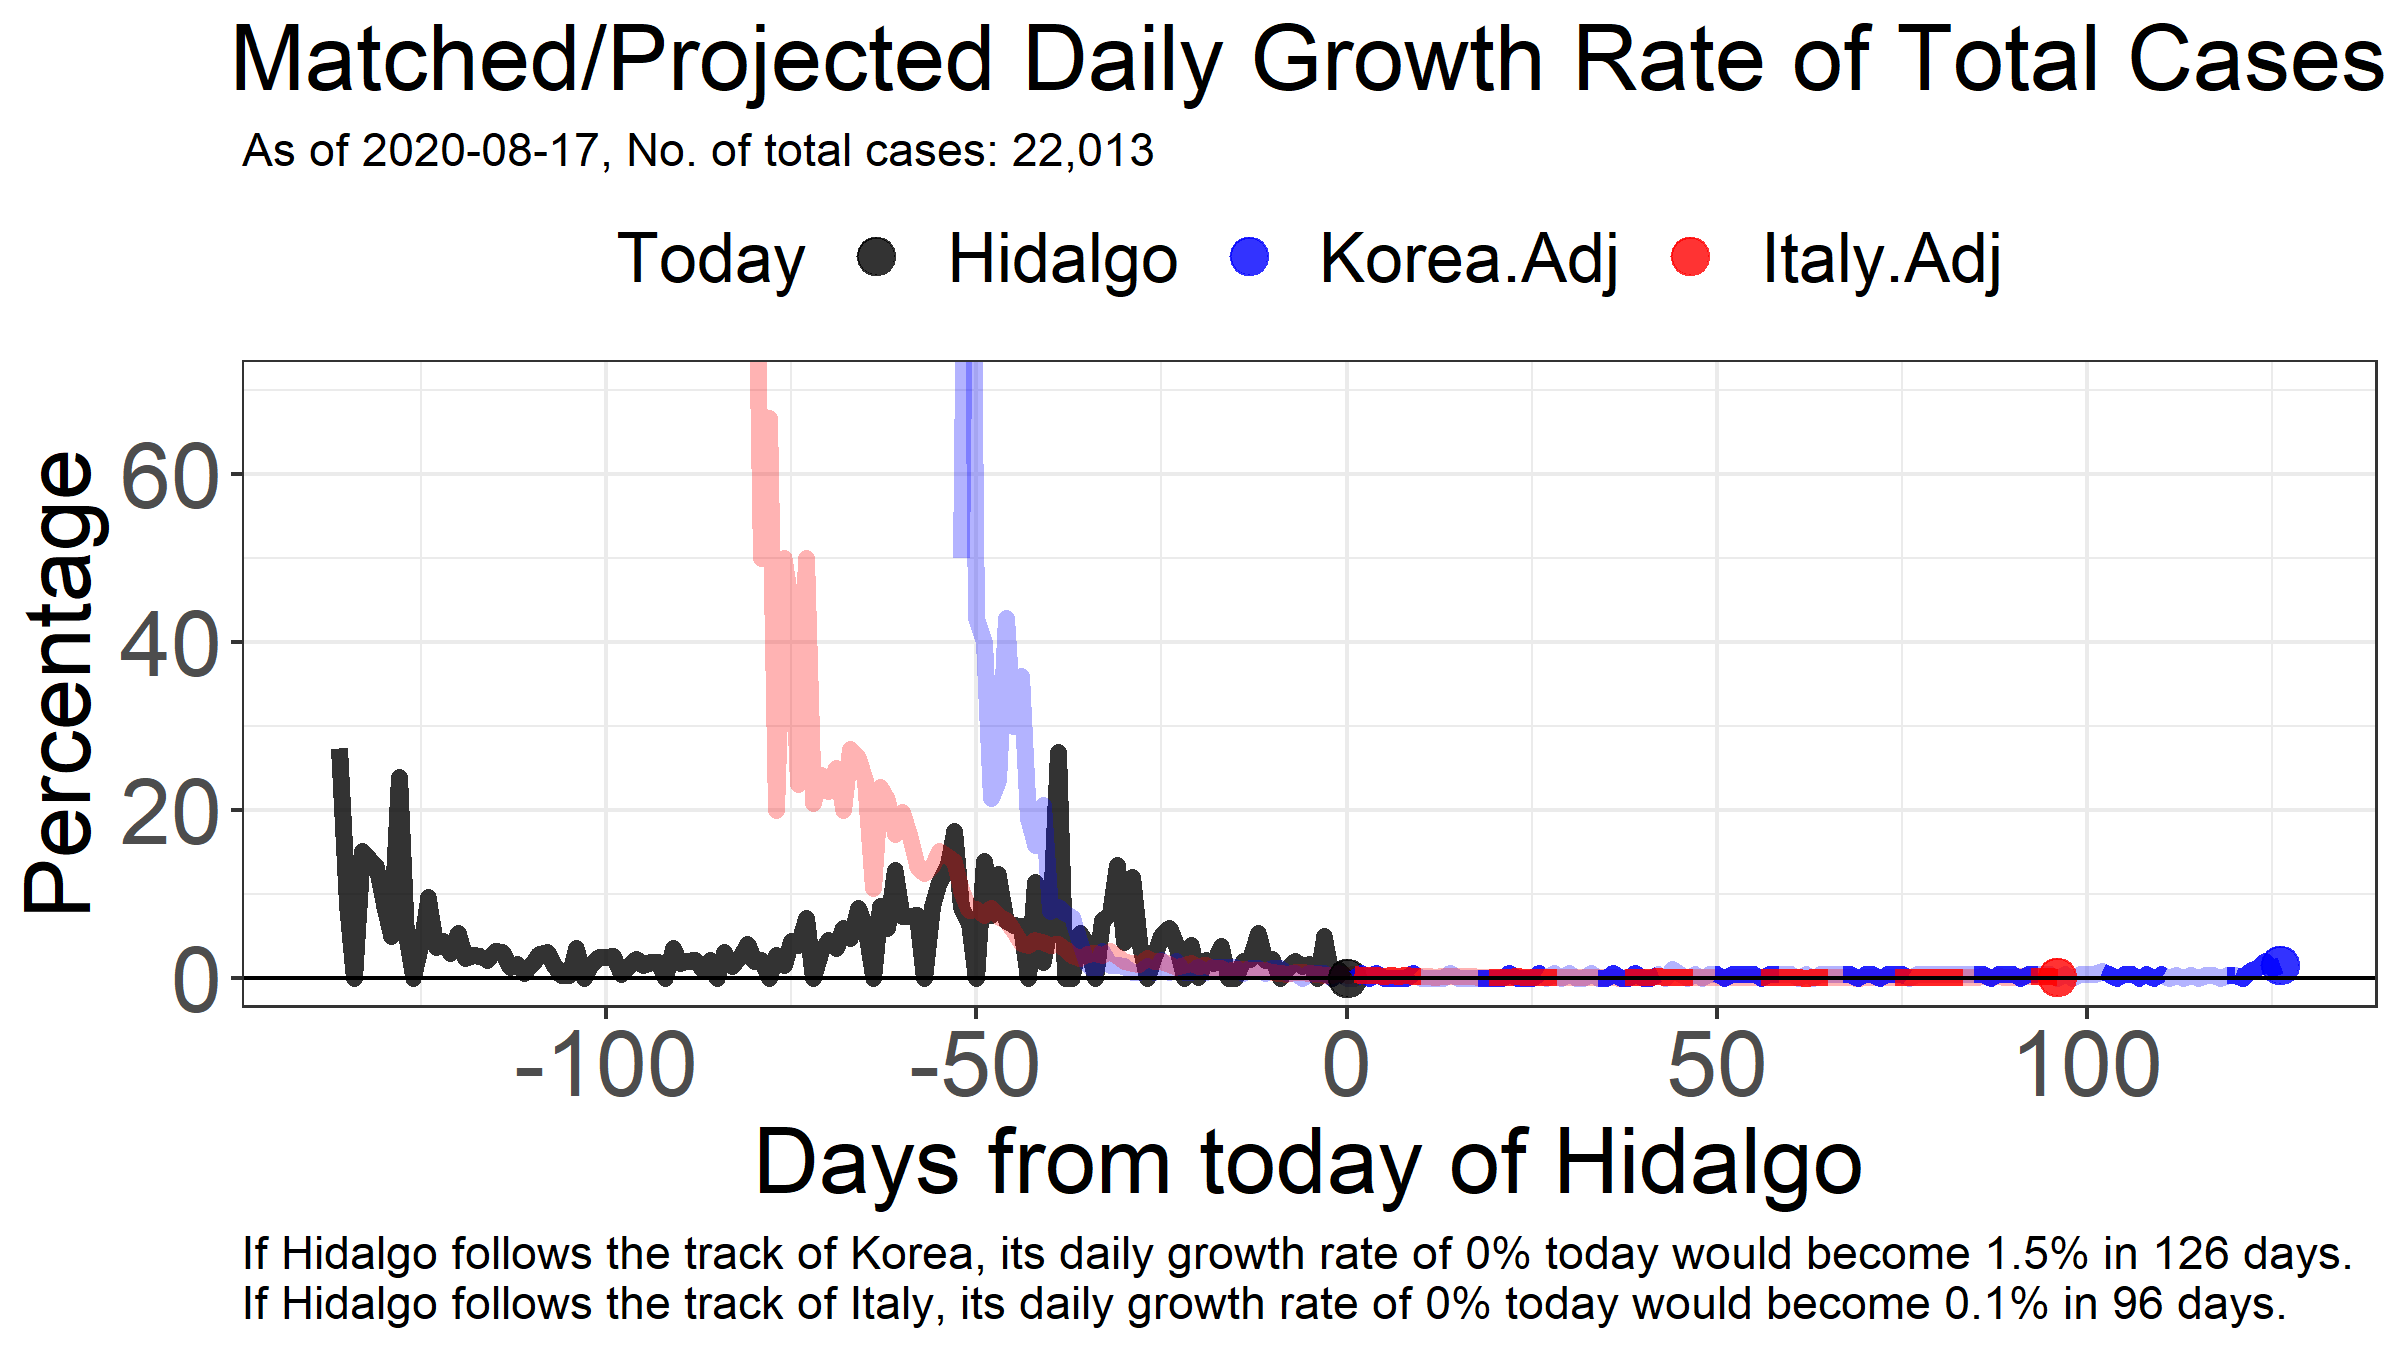 Matched/Projected Daily Growth Rate of Total Cases
As of 2020-08-17, No. of total cases: 22,013
Today Hidalgo Korea.Adj Italy.Adj
Percentage
60
40
20
0
-100 -50 0 50 100
Days from today of Hidalgo
If Hidalgo follows the track of Korea, its daily growth rate of 0% today would become 1.5% in 126 days.
If Hidalgo follows the track of Italy, its daily growth rate of 0% today would become 0.1% in 96 days.